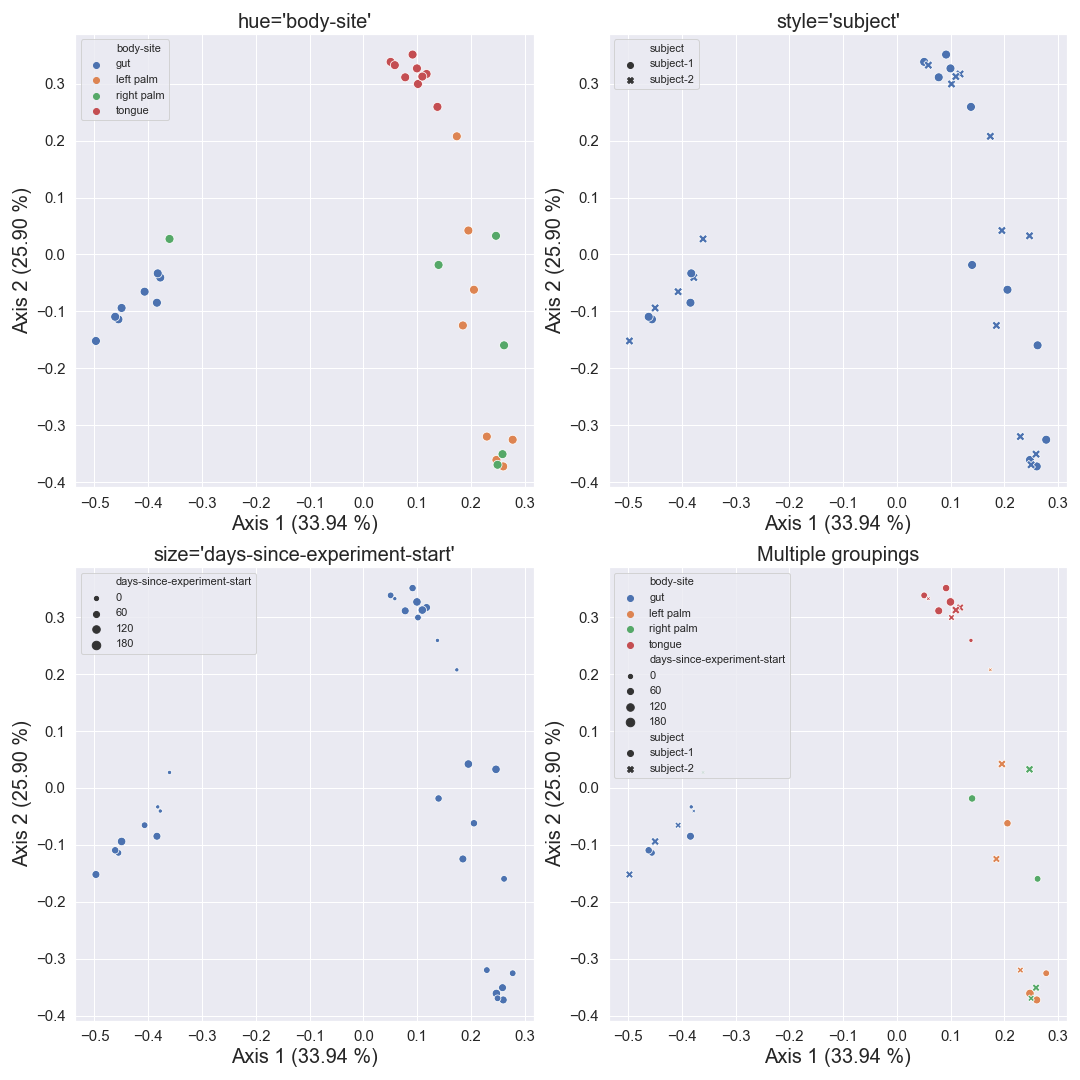 hue='body-site'
body-site
gut
left palm
right palm
tongue
0.3
0.2
0.1
0.0
−0.1
−0.2
−0.3
−0.4
Axis 2 (25.90 %)
−0.5
−0.4
−0.3
−0.2
−0.1
0.0
0.1
0.2
0.3
Axis 1 (33.94 %)
style='subject'
subject
subject-1
subject-2
0.3
0.2
0.1
0.0
−0.1
−0.2
−0.3
−0.4
Axis 2 (25.90 %)
−0.5
−0.4
−0.3
−0.2
−0.1
0.0
0.1
0.2
0.3
Axis 1 (33.94 %)
size='days-since-experiment-start'
days-since-experiment-start
0
60
120
180
0.3
0.2
0.1
0.0
−0.1
−0.2
−0.3
−0.4
Axis 2 (25.90 %)
−0.5
−0.4
−0.3
−0.2
−0.1
0.0
0.1
0.2
0.3
Axis 1 (33.94 %)
Multiple groupings
body-site
gut
left palm
right palm
tongue
days-since-experiment-start
0
60
120
180
subject
subject-1
subject-2
0.3
0.2
0.1
0.0
−0.1
−0.2
−0.3
−0.4
Axis 2 (25.90 %)
−0.5
−0.4
−0.3
−0.2
−0.1
0.0
0.1
0.2
0.3
Axis 1 (33.94 %)